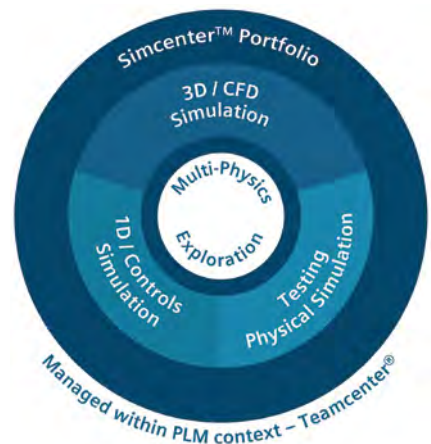 Simcenter™ Portfolio
3D / CFD
Simulation
Multi-Physics
Exploration
1D / Controls
Simulation
Testing
Physical Simulation
Managed within PLM context – Teamcenter®